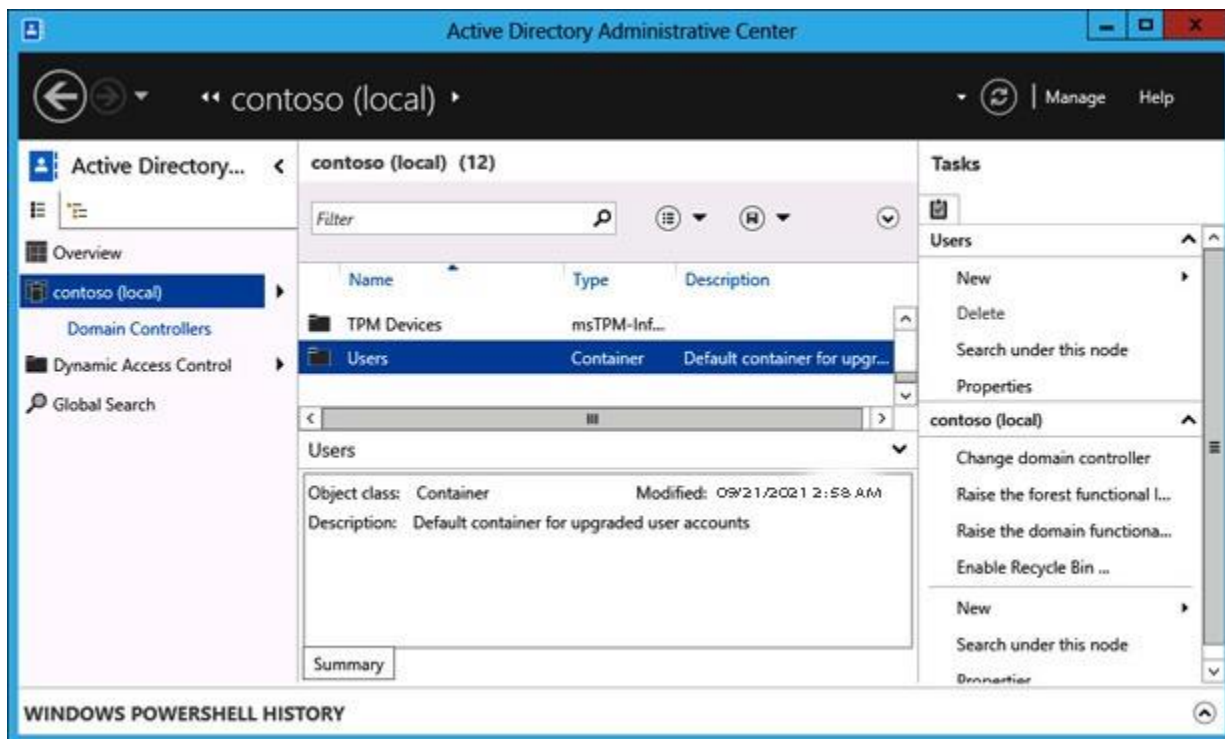 Active Directory Administrative Center
contoso (local)
Manage Help
Active Directory...
Overview
contoso (local)
Domain Controllers
Dynamic Access Control
Global Search
contoso (local) (12)
Filter
Name Type Description
TPM Devices msTPM-Inf...
Users Container Default container for upgr...
Users
Object class: Container Modified: 09/21/2021 2:58 AM
Description: Default container for upgraded user accounts
Summary
Tasks
Users
New
Delete
Search under this node
Properties
contoso (local)
Change domain controller
Raise the forest functional l...
Raise the domain functiona...
Enable Recycle Bin ...
New
Search under this node
Properties
WINDOWS POWERSHELL HISTORY